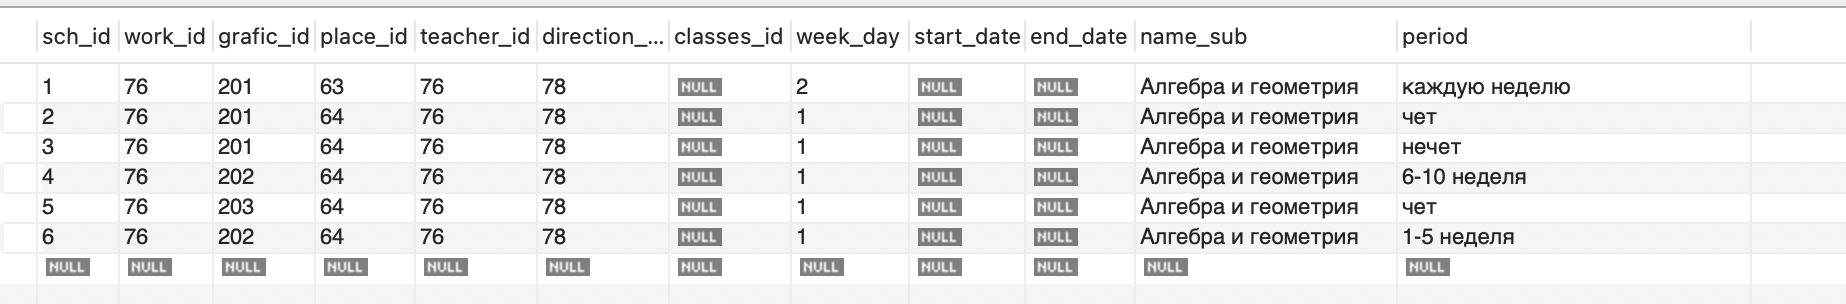 sch_id work_id grafic_id place_id teacher_id direction_... classes_id week_day start_date end_date name_sub period
1 76 201 63 76 78 NULL 2 NULL NULL Алгебра и геометрия каждую неделю
2 76 201 64 76 78 NULL 1 NULL NULL Алгебра и геометрия чет
3 76 201 64 76 78 NULL 1 NULL NULL Алгебра и геометрия нечет
4 76 202 64 76 78 NULL 1 NULL NULL Алгебра и геометрия 6-10 неделя
5 76 203 64 76 78 NULL 1 NULL NULL Алгебра и геометрия чет
6 76 202 64 76 78 NULL 1 NULL NULL Алгебра и геометрия 1-5 неделя
NULL NULL NULL NULL NULL NULL NULL NULL NULL NULL NULL NULL